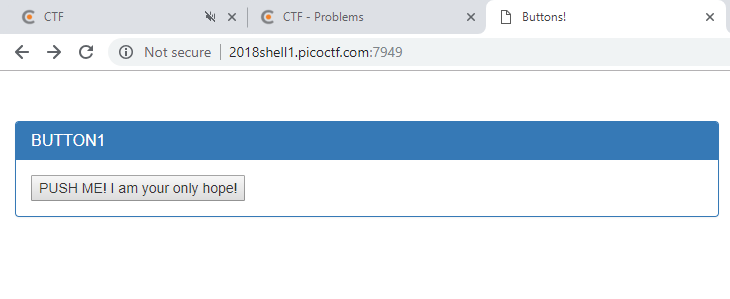 CTF
CTF - Problems
Buttons!
Not secure
2018shell1.picoctf.com:7949
BUTTON1
PUSH ME! I am your only hope!